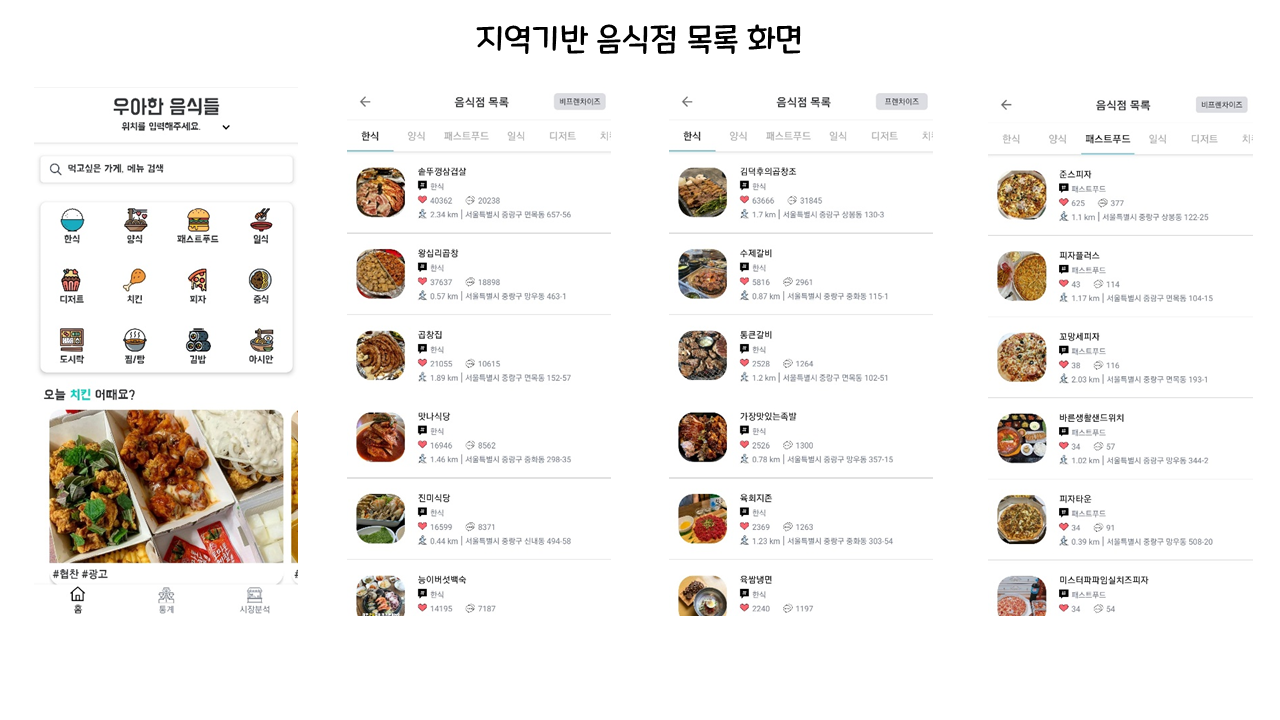 지역기반 음식점 목록 화면
우아한 음식들
위치를 입력해주세요.
먹고싶은 가게, 메뉴 검색
한식 양식 패스트푸드 일식
디저트 치킨 피자 중식
도시락 찜/탕 김밥 아시안
오늘 치킨 어때요?
#협찬 #광고
#
홈 통계 시장분석
음식점 목록 비프렌차이즈
한식 양식 패스트푸드 일식 디저트 치
솥뚜껑삼겹살
한식
40362 20238
2.34 km | 서울특별시 중랑구 면목동 657-56
왕십리곱창
한식
37637 18898
0.57 km | 서울특별시 중랑구 망우동 463-1
곱창집
한식
21055 10615
1.89 km | 서울특별시 중랑구 면목동 152-57
맛나식당
한식
16946 8562
1.46 km | 서울특별시 중랑구 중화동 298-35
진미식당
한식
16599 8371
0.44 km | 서울특별시 중랑구 신내동 494-58
능이버섯백숙
한식
14195 7187
음식점 목록 프랜차이즈
한식 양식 패스트푸드 일식 디저트 치
김덕후의곱창조
한식
63666 31845
1.7 km | 서울특별시 중랑구 상봉동 130-3
수제갈비
한식
5816 2961
0.87 km | 서울특별시 중랑구 중화동 115-1
통큰갈비
한식
2528 1264
1.2 km | 서울특별시 중랑구 면목동 102-51
가장맛있는족발
한식
2526 1300
0.78 km | 서울특별시 중랑구 망우동 357-15
육회지존
한식
2369 1263
1.23 km | 서울특별시 중랑구 중화동 303-54
육쌈냉면
한식
2240 1197
음식점 목록 비프렌차이즈
한식 양식 패스트푸드 일식 디저트 치
준스피자
패스트푸드
625 377
1.1 km | 서울특별시 중랑구 상봉동 122-25
피자플러스
패스트푸드
43 114
1.17 km | 서울특별시 중랑구 면목동 104-15
꼬망세피자
패스트푸드
38 116
2.03 km | 서울특별시 중랑구 면목동 193-1
바른생활샌드위치
패스트푸드
34 57
1.02 km | 서울특별시 중랑구 망우동 344-2
피자타운
패스트푸드
34 91
0.39 km | 서울특별시 중랑구 망우동 508-20
미스터파파임실치즈피자
패스트푸드
34 54